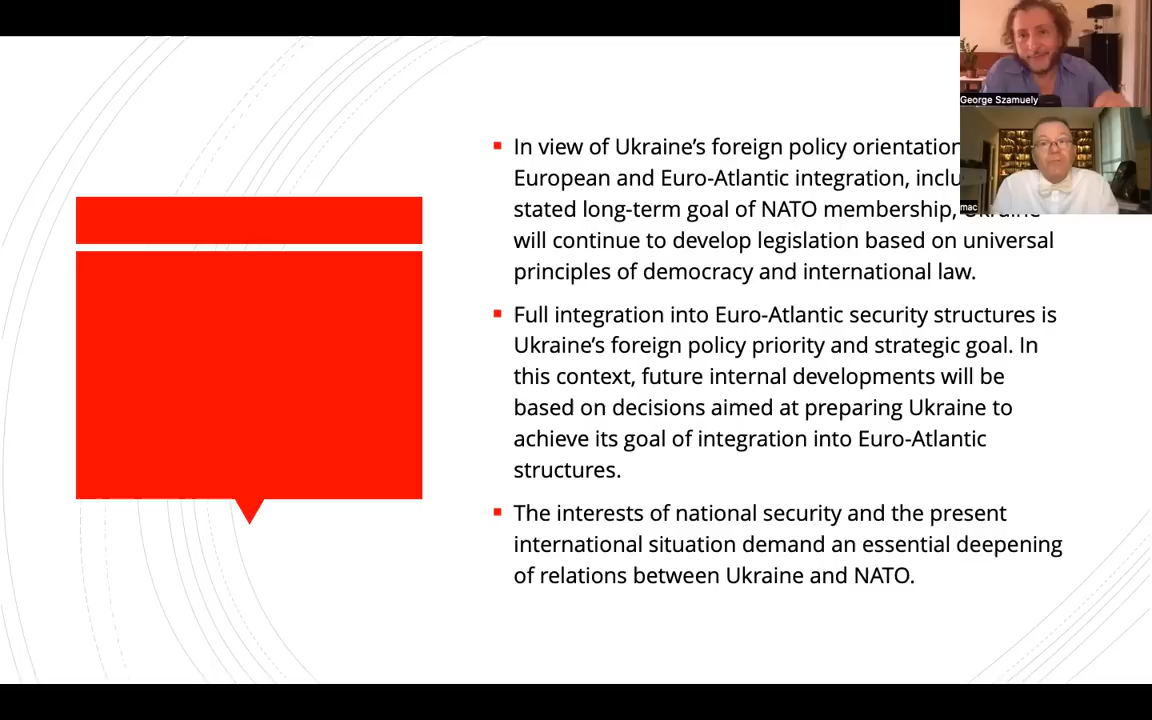 George Szamuely
mac
In view of Ukraine’s foreign policy orientation
European and Euro-Atlantic integration, inclu
stated long-term goal of NATO membership, Ukraine
will continue to develop legislation based on universal
principles of democracy and international law.
Full integration into Euro-Atlantic security structures is
Ukraine’s foreign policy priority and strategic goal. In
this context, future internal developments will be
based on decisions aimed at preparing Ukraine to
achieve its goal of integration into Euro-Atlantic
structures.
The interests of national security and the present
international situation demand an essential deepening
of relations between Ukraine and NATO.